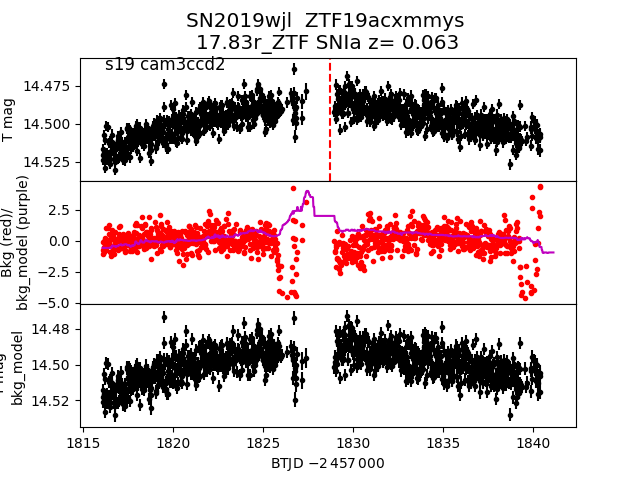 SN2019wjl ZTF19acxmmys
17.83r_ZTF SNIa z= 0.063
s19 cam3ccd2
T mag
14.475
14.500
14.525
Bkg (red)/
bkg_model (purple)
2.5
0.0
−2.5
−5.0
mag
bkg_model
14.48
14.50
14.52
1815
1820
1825
1830
1835
1840
BTJD −2 457 000